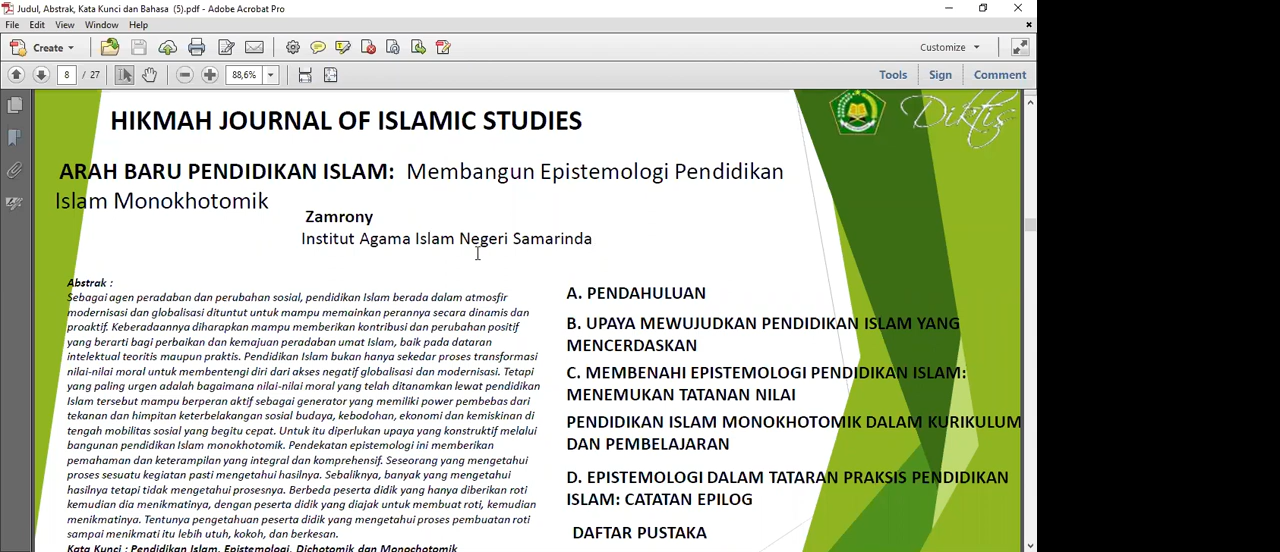 Judul, Abstrak, Kata Kunci dan Bahasa  (5).pdf - Adobe Acrobat Pro
File Edit View Window Help
Create Customize
8 / 27 88,6% Tools Sign Comment
Diktis
HIKMAH JOURNAL OF ISLAMIC STUDIES
ARAH BARU PENDIDIKAN ISLAM: Membangun Epistemologi Pendidikan
Islam Monokhotomik
Zamrony
Institut Agama Islam Negeri Samarinda
Abstrak :
Sebagai agen peradaban dan perubahan sosial, pendidikan Islam berada dalam atmosfir
modernisasi dan globalisasi dituntut untuk mampu memainkan perannya secara dinamis dan
proaktif. Keberadaannya diharapkan mampu memberikan kontribusi dan perubahan positif
yang berarti bagi perbaikan dan kemajuan peradaban umat Islam, baik pada dataran
intelektual teoritis maupun praktis. Pendidikan Islam bukan hanya sekedar proses transformasi
nilai-nilai moral untuk membentengi diri dari akses negatif globalisasi dan modernisasi. Tetapi
yang paling urgen adalah bagaimana nilai-nilai moral yang telah ditanamkan lewat pendidikan
Islam tersebut mampu berperan aktif sebagai generator yang memiliki power pembebas dari
tekanan dan himpitan keterbelakangan sosial budaya, kebodohan, ekonomi dan kemiskinan di
tengah mobilitas sosial yang begitu cepat. Untuk itu diperlukan upaya yang konstruktif melalui
bangunan pendidikan Islam monokhotomik. Pendekatan epistemologi ini memberikan
pemahaman dan keterampilan yang integral dan komprehensif. Seseorang yang mengetahui
proses sesuatu kegiatan pasti mengetahui hasilnya. Sebaliknya, banyak yang mengetahui
hasilnya tetapi tidak mengetahui prosesnya. Berbeda peserta didik yang hanya diberikan roti
kemudian dia menikmatinya, dengan peserta didik yang diajak untuk membuat roti, kemudian
menikmatinya. Tentunya pengetahuan peserta didik yang mengetahui proses pembuatan roti
sampai menikmati itu lebih utuh, kokoh, dan berkesan.
Kata Kunci : Pendidikan Islam, Epistemologi, Dichotomik dan Monochotomik
A. PENDAHULUAN
B. UPAYA MEWUJUDKAN PENDIDIKAN ISLAM YANG
MENCERDASKAN
C. MEMBENAHI EPISTEMOLOGI PENDIDIKAN ISLAM:
MENEMUKAN TATANAN NILAI
PENDIDIKAN ISLAM MONOKHOTOMIK DALAM KURIKULUM
DAN PEMBELAJARAN
D. EPISTEMOLOGI DALAM TATARAN PRAKSIS PENDIDIKAN
ISLAM: CATATAN EPILOG
DAFTAR PUSTAKA